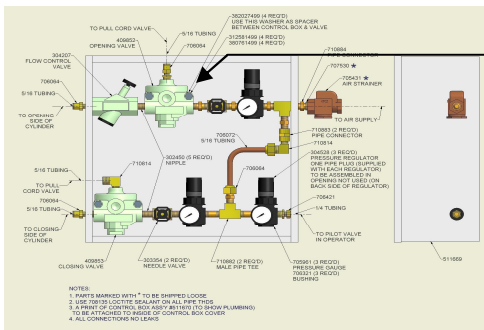 382027499 (4 REQ'D)
USE THIS WASHER AS SPACER
BETWEEN CONTROL BOX & VALVE
TO PULL CORD VALVE
5/16 TUBING
312581499 (4 REQ'D)
380761499 (4 REQ'D)
409852
OPENING VALVE
706064
304207
FLOW CONTROL
VALVE
710884
PIPE CONNECTOR
707530 ★
706064
705431 ★
AIR STRAINER
5/16 TUBING
TO OPENING
SIDE OF
CYLINDER
TO AIR SUPPLY
706072
5/16 TUBING
710883 (2 REQ'D)
PIPE CONNECTOR
710814
302450 (5 REQ'D)
NIPPLE
304528 (3 REQ'D)
PRESSURE REGULATOR
ONE PIPE PLUG (SUPPLIED
WITH EACH REGULATOR)
TO BE ASSEMBLED IN
OPENING NOT USED (ON
BACK SIDE OF REGULATOR)
5/16 TUBING
710814
706064
TO PULL
CORD VALVE
706064
5/16 TUBING
706421
1/4 TUBING
TO CLOSING
SIDE OF
CYLINDER
TO PILOT VALVE
IN OPERATOR
409853
CLOSING VALVE
303354 (2 REQ'D)
NEEDLE VALVE
710882 (2 REQ'D)
MALE PIPE TEE
705961 (3 REQ'D)
PRESSURE GAUGE
706321 (3 REQ'D)
BUSHING
511669
NOTES:
1. PARTS MARKED WITH * TO BE SHIPPED LOOSE
2. USE 708135 LOCTITE SEALANT ON ALL PIPE THDS
3. A PRINT OF CONTROL BOX ASS'Y #511670 (TO SHOW PLUMBING)
TO BE ATTACHED TO INSIDE OF CONTROL BOX COVER
4. ALL CONNECTIONS NO LEAKS